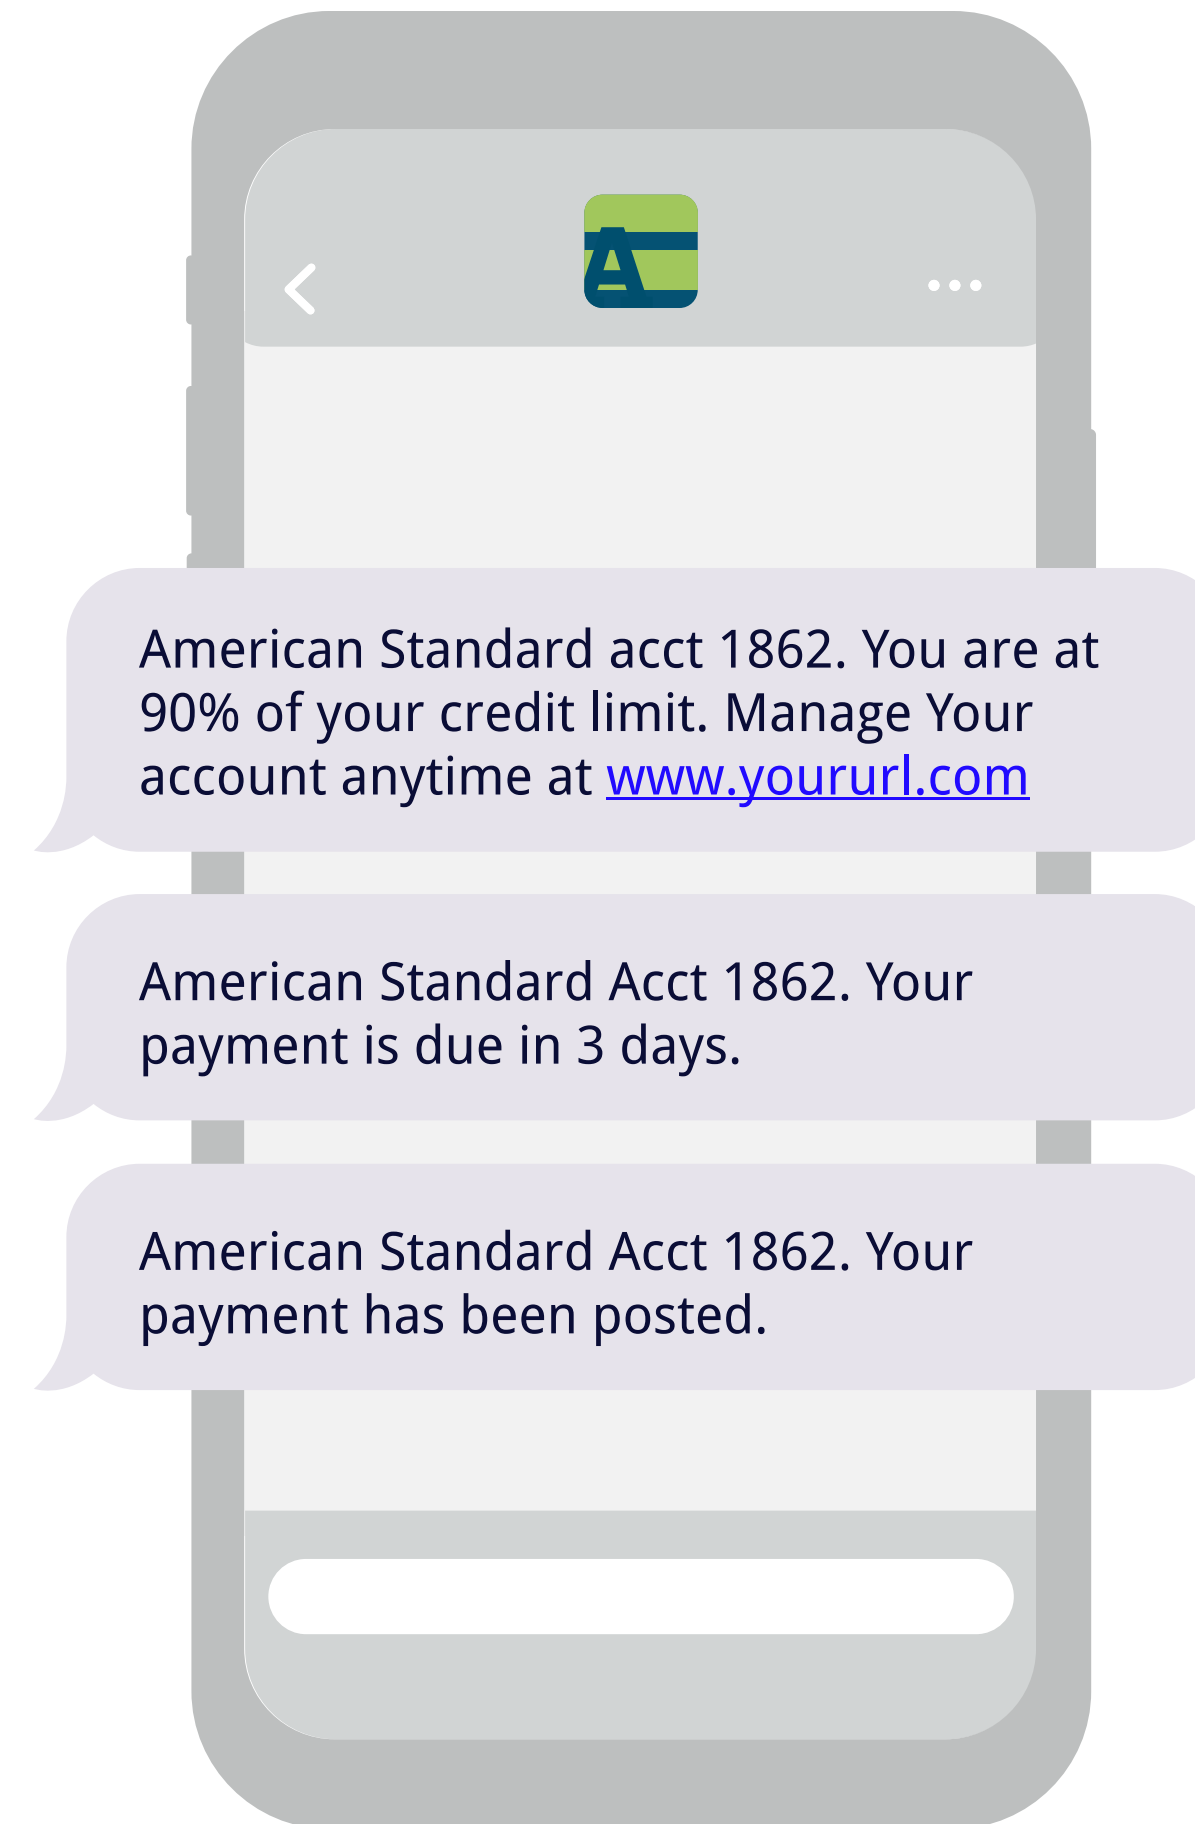 A
American Standard acct 1862. You are at
90% of your credit limit. Manage Your
account anytime at www.yoururl.com
American Standard Acct 1862. Your
payment is due in 3 days.
American Standard Acct 1862. Your
payment has been posted.